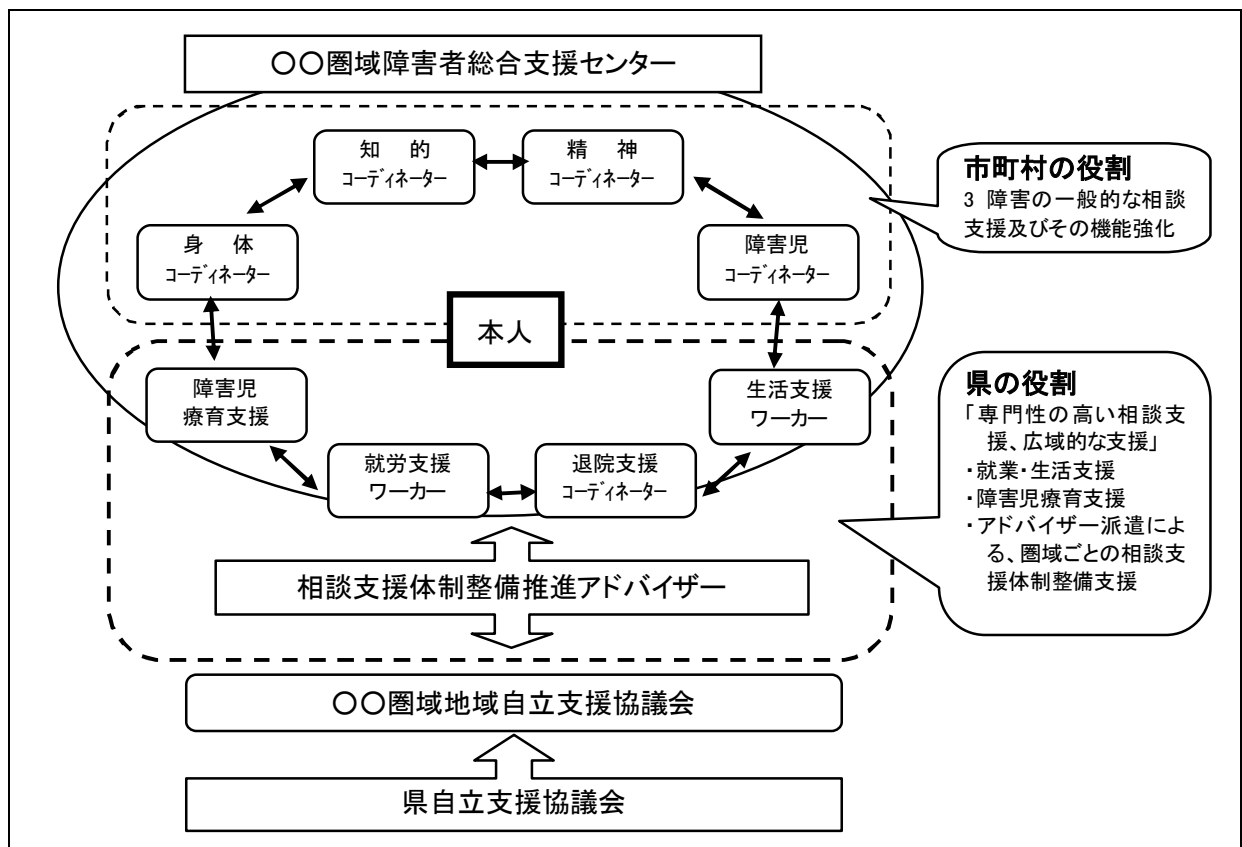 〇〇圏域障害者総合支援センター
知　的
コーディネーター
精　神
コーディネーター
市町村の役割
3 障害の一般的な相談
支援及びその機能強化
身　体
コーディネーター
障害児
コーディネーター
本人
障害児
療育支援
生活支援
ワーカー
就労支援
ワーカー
退院支援
コーディネーター
県の役割
「専門性の高い相談支
援、広域的な支援」
・就業・生活支援
・障害児療育支援
・アドバイザー派遣によ
る、圏域ごとの相談支
援体制整備支援
相談支援体制整備推進アドバイザー
〇〇圏域地域自立支援協議会
県自立支援協議会